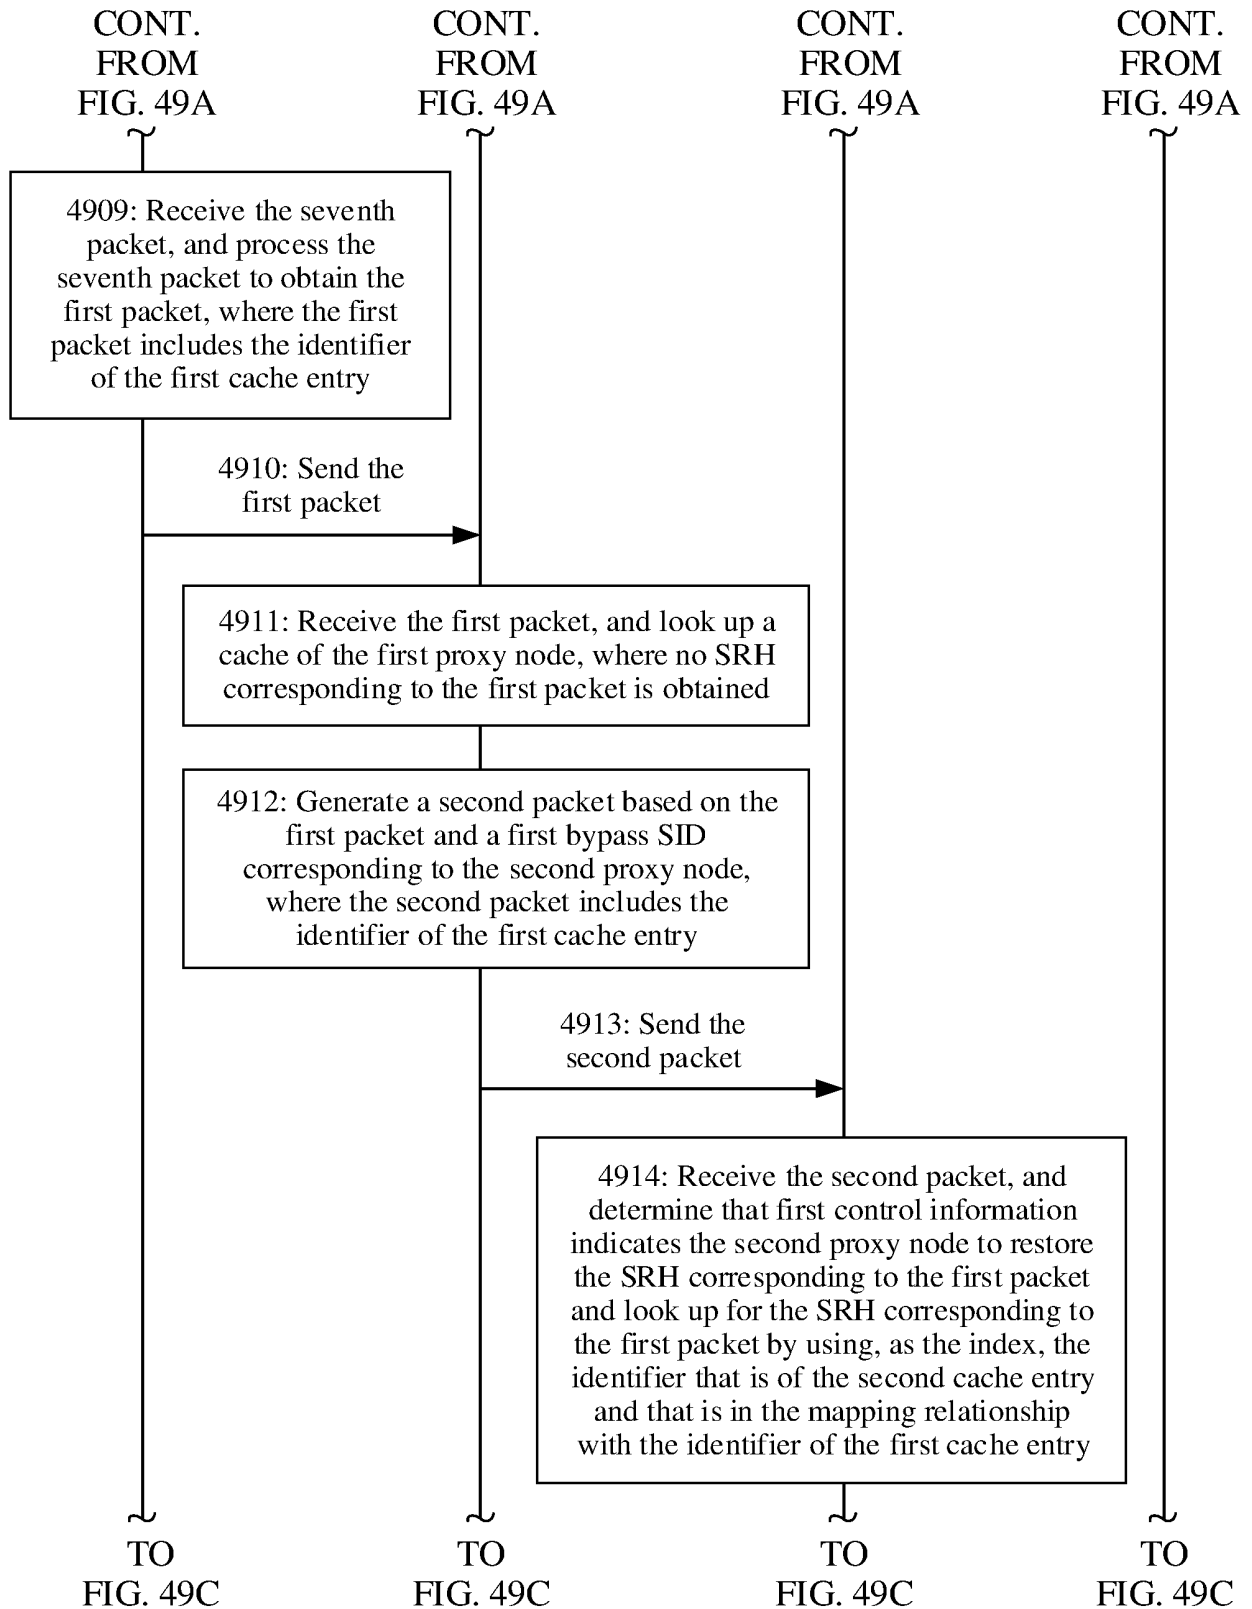 CONT.
FROM
FIG. 49A
CONT.
FROM
FIG. 49A
CONT.
FROM
FIG. 49A
CONT.
FROM
FIG. 49A
4909: Receive the seventh
packet, and process the
seventh packet to obtain the
first packet, where the first
packet includes the identifier
of the first cache entry
4910: Send the
first packet
4911: Receive the first packet, and look up a
cache of the first proxy node, where no SRH
corresponding to the first packet is obtained
4912: Generate a second packet based on the
first packet and a first bypass SID
corresponding to the second proxy node,
where the second packet includes the
identifier of the first cache entry
4913: Send the
second packet
4914: Receive the second packet, and
determine that first control information
indicates the second proxy node to restore
the SRH corresponding to the first packet
and look up for the SRH corresponding to
the first packet by using, as the index, the
identifier that is of the second cache entry
and that is in the mapping relationship
with the identifier of the first cache entry
TO
FIG. 49C
TO
FIG. 49C
TO
FIG. 49C
TO
FIG. 49C